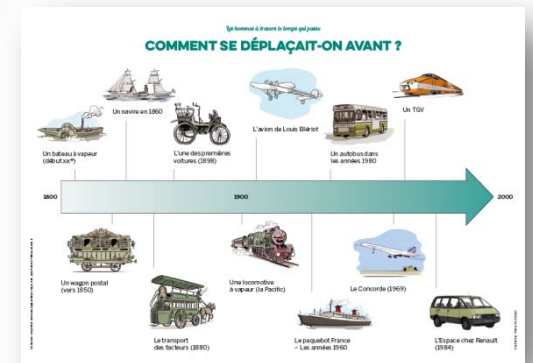 Les hommes à travers le temps qui passe
COMMENT SE DÉPLAÇAIT-ON AVANT ?
Un navire en 1860
Un TGV
Un bateau à vapeur
(début XXᵉ)
L'une des premières
voitures (1898)
L'avion de Louis Blériot
Un autobus dans
les années 1980
1800
1900
2000
Un wagon postal
(vers 1850)
Le transport
des facteurs (1880)
Une locomotive
à vapeur (la Pacific)
Le paquebot France
– Les années 1960
Le Concorde (1969)
L'Espace chez Renault
(1984)